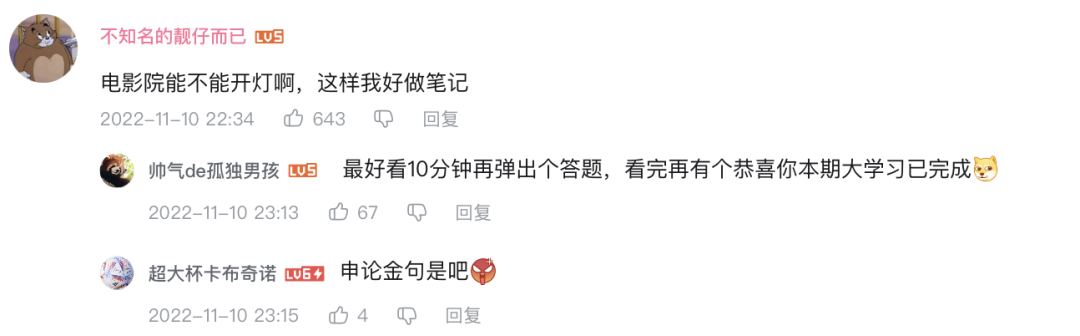 不知名的靓仔而已 LV5
电影院能不能开灯啊，这样我好做笔记
2022-11-10 22:34 643 回复
帅气de孤独男孩 LV5 最好看10分钟再弹出个答题，看完再有个恭喜你本期大学习已完成
2022-11-10 23:13 67 回复
超大杯卡布奇诺 LV6 申论金句是吧
2022-11-10 23:15 4 回复